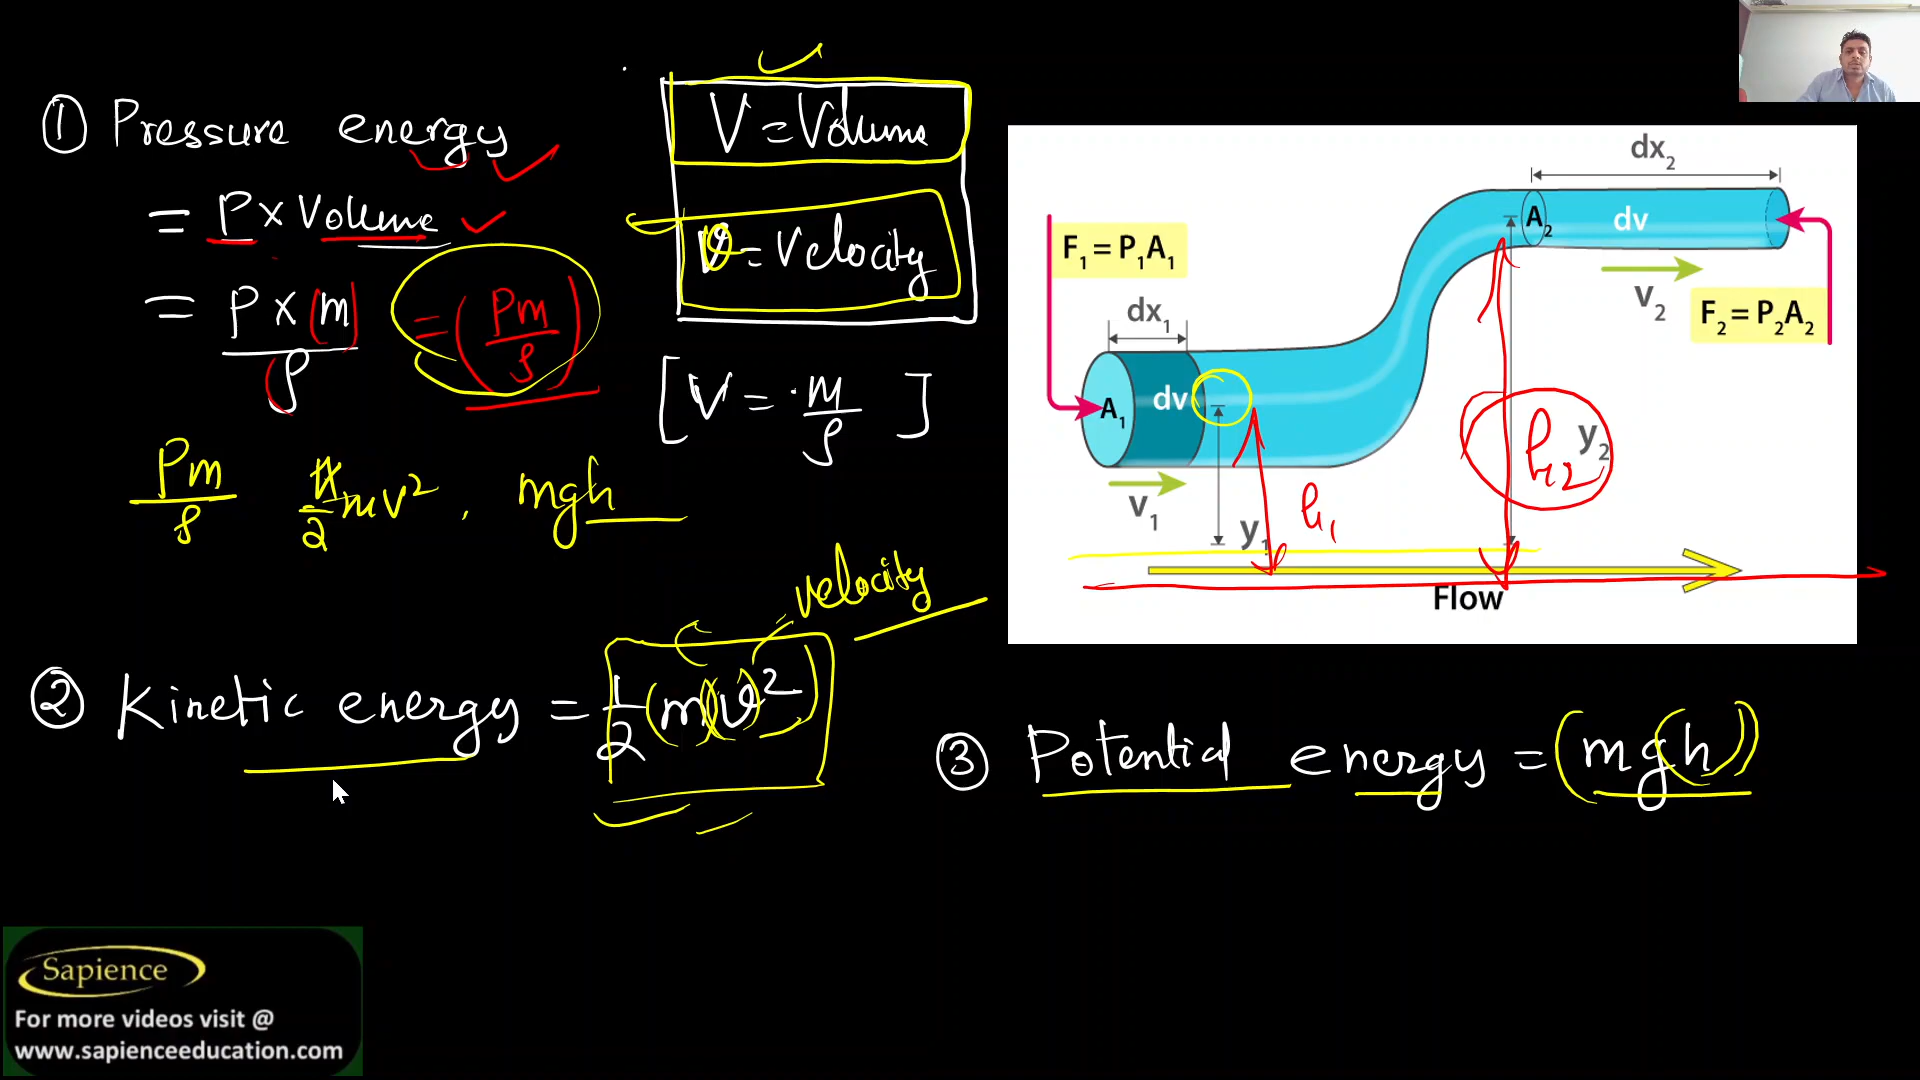 ① Pressure energy
= P x Volume
= P x (m) / ρ = (Pm / ρ)
V = Volume
v = Velocity
[ V = m / ρ ]
Pm / ρ 1/2 mv², mgh
velocity
② Kinetic energy = 1/2 (m)(v)²
③ Potential energy = (mgh)
dx₂
A₂ dv
F₁ = P₁A₁
v₂
F₂ = P₂A₂
dx₁
A₁ dv
h₂ y₂
v₁
y₁ h₁
Flow
Sapience
For more videos visit @
www.sapienceeducation.com